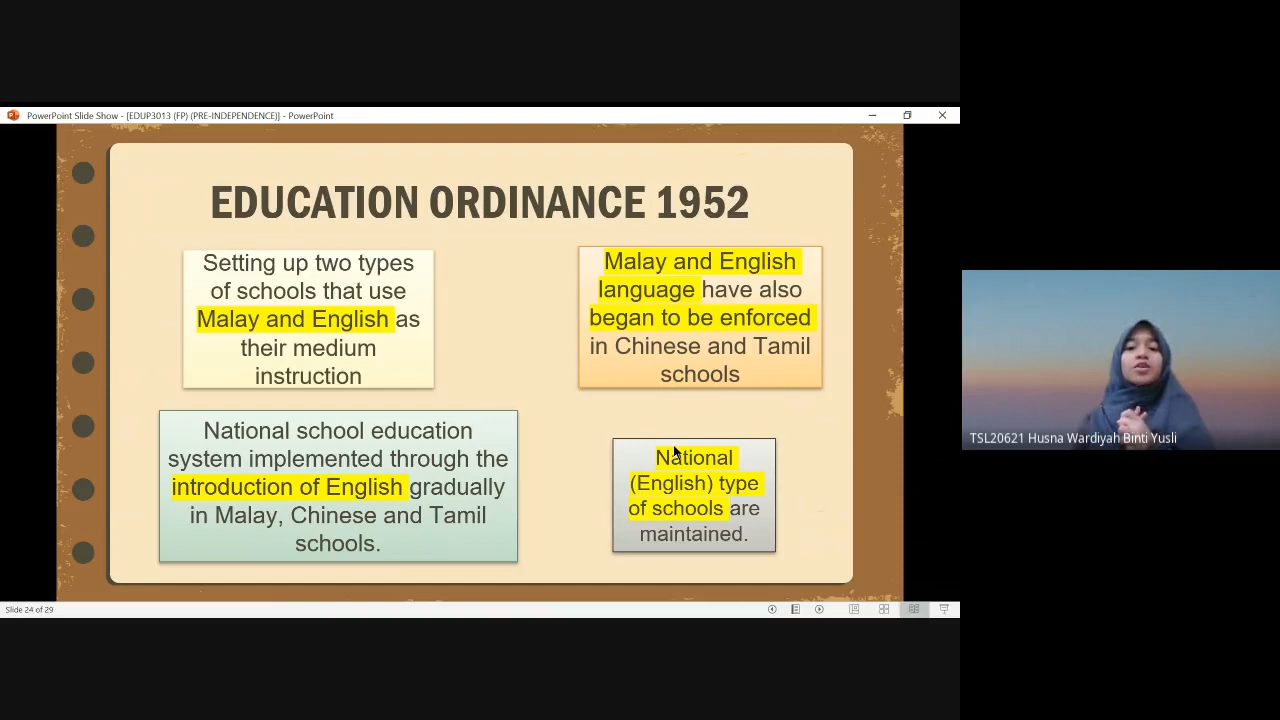 PowerPoint Slide Show - [EDUP3013 (FP) (PRE-INDEPENDENCE)] - PowerPoint
EDUCATION ORDINANCE 1952
Setting up two types
of schools that use
Malay and English as
their medium
instruction
Malay and English
language have also
began to be enforced
in Chinese and Tamil
schools
National school education
system implemented through the
introduction of English gradually
in Malay, Chinese and Tamil
schools.
National
(English) type
of schools are
maintained.
TSL20621 Husna Wardiyah Binti Yusli
Slide 24 of 29